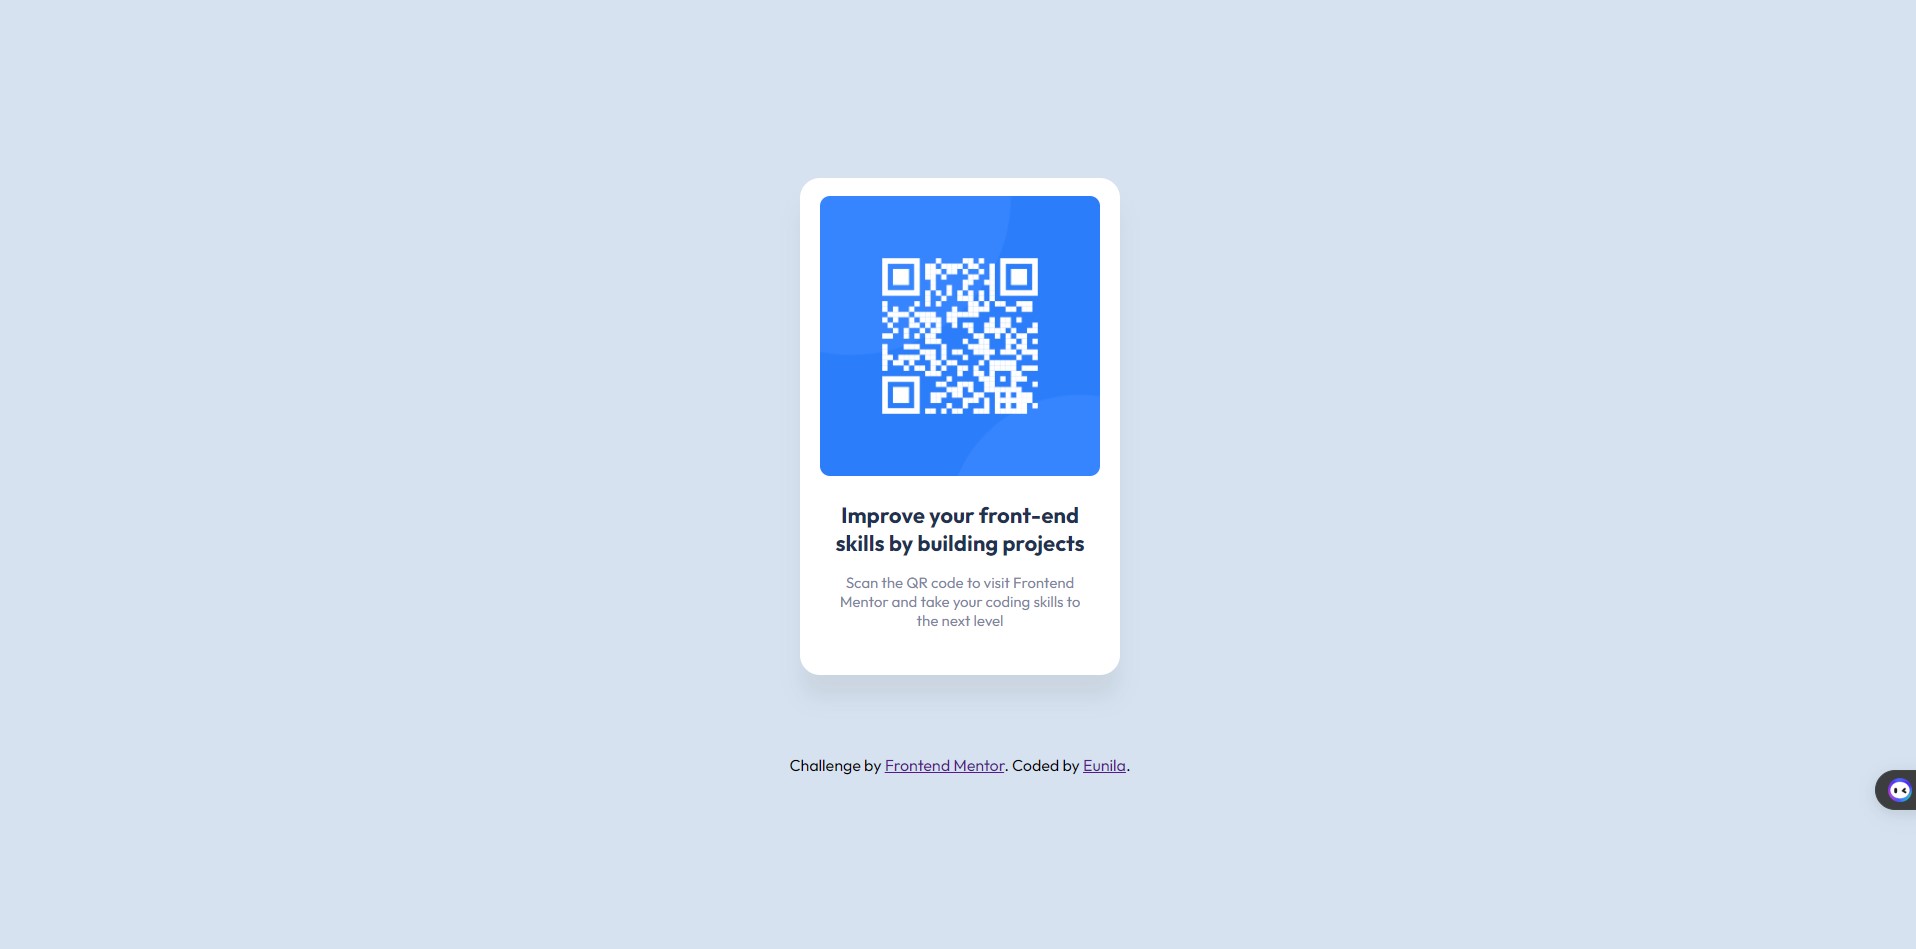 Improve your front-end
skills by building projects
Scan the QR code to visit Frontend
Mentor and take your coding skills to
the next level
Challenge by Frontend Mentor. Coded by Eunila.